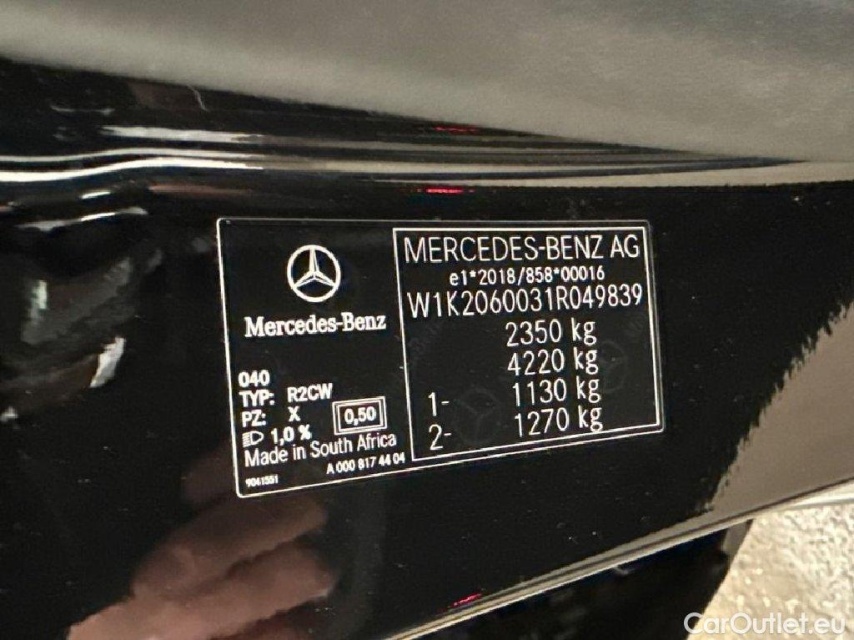 Mercedes-Benz
040
TYP: R2CW
PZ: X
0,50
1,0 %
Made in South Africa
A 000 817 44 04
9041551
MERCEDES-BENZ AG
e1*2018/858*00016
W1K2060031R049839
2350 kg
4220 kg
1- 1130 kg
2- 1270 kg
CarOutlet.eu